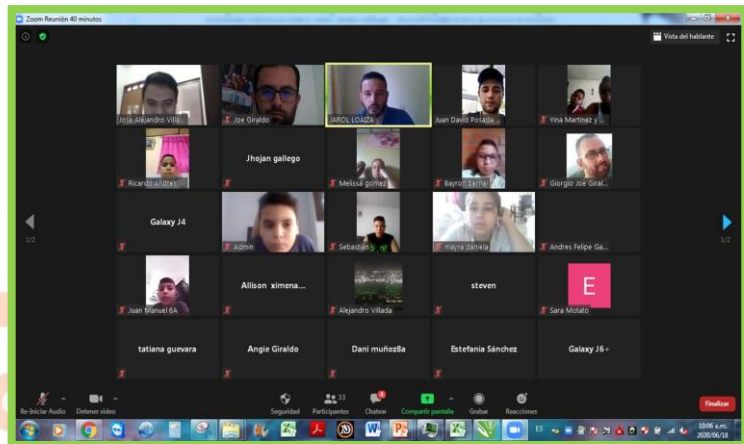 Zoom Reunión 40 minutos
Vista del hablante
Jose Alejandro Villa
Joe Giraldo
JAROL LOAIZA
Juan David Posada
Yina Martinez y ...
Ricardo Andres
Jhojan gallego
Melissa gomez
Bayron bernal
Giorgio Joe Giral...
Galaxy J4
Admin
Sebastian
mayra daniela
Andres Felipe Ga...
1/2
1/2
Juan Manuel 6A
Allison ximena...
Alejandro Villada
steven
E
Sara Motato
tatiana guevara
Angie Giraldo
Dani muñoz8a
Estefania Sánchez
Galaxy J6+
Re-Iniciar Audio
Detener video
Seguridad
33
Participantes
Chatear
Compartir pantalla
Grabar
Reacciones
Finalizar
ES
10:06 a.m.
2020/06/18